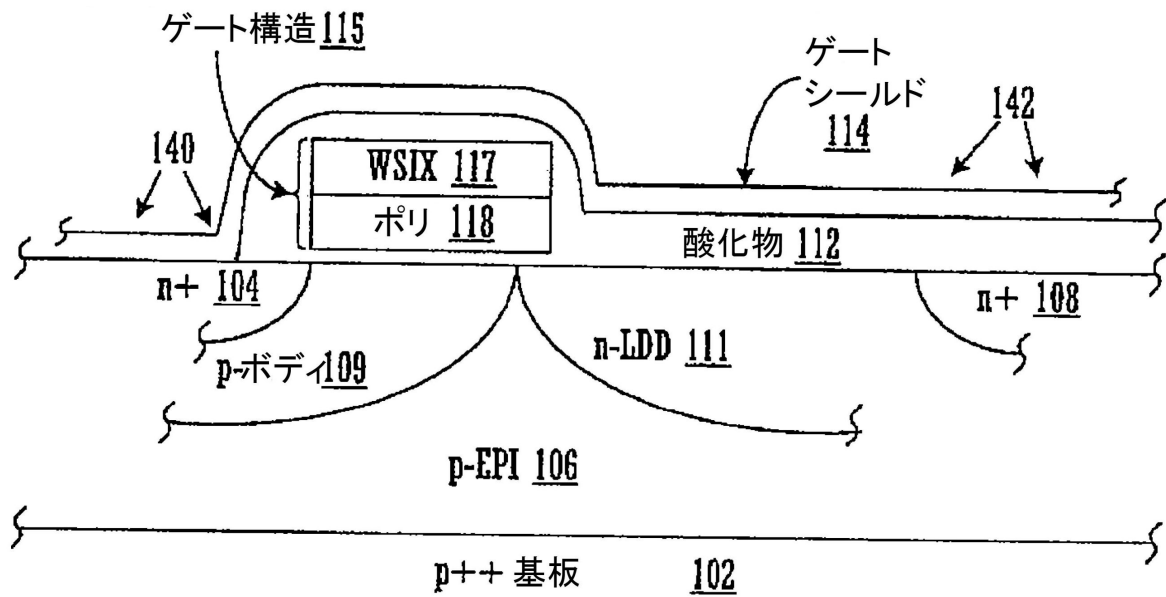 ゲート構造115
ゲート
シールド
114
142
140
WSIX 117
ポリ 118
酸化物 112
n+ 104
n+ 108
p-ボディ109
n-LDD 111
p-EPI 106
p++ 基板 102